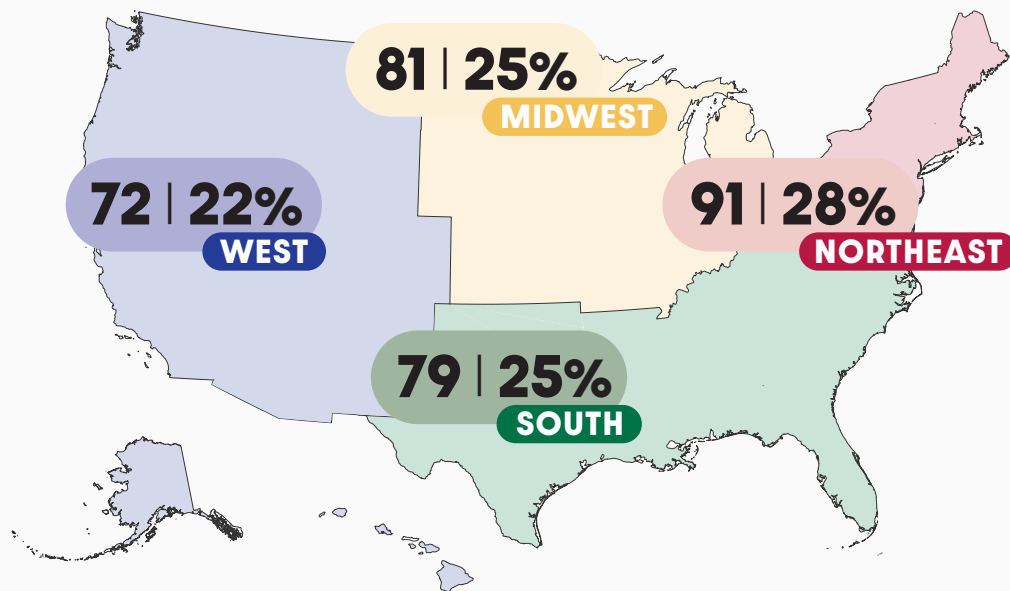 81 | 25%
MIDWEST
72 | 22%
WEST
91 | 28%
NORTHEAST
79 | 25%
SOUTH